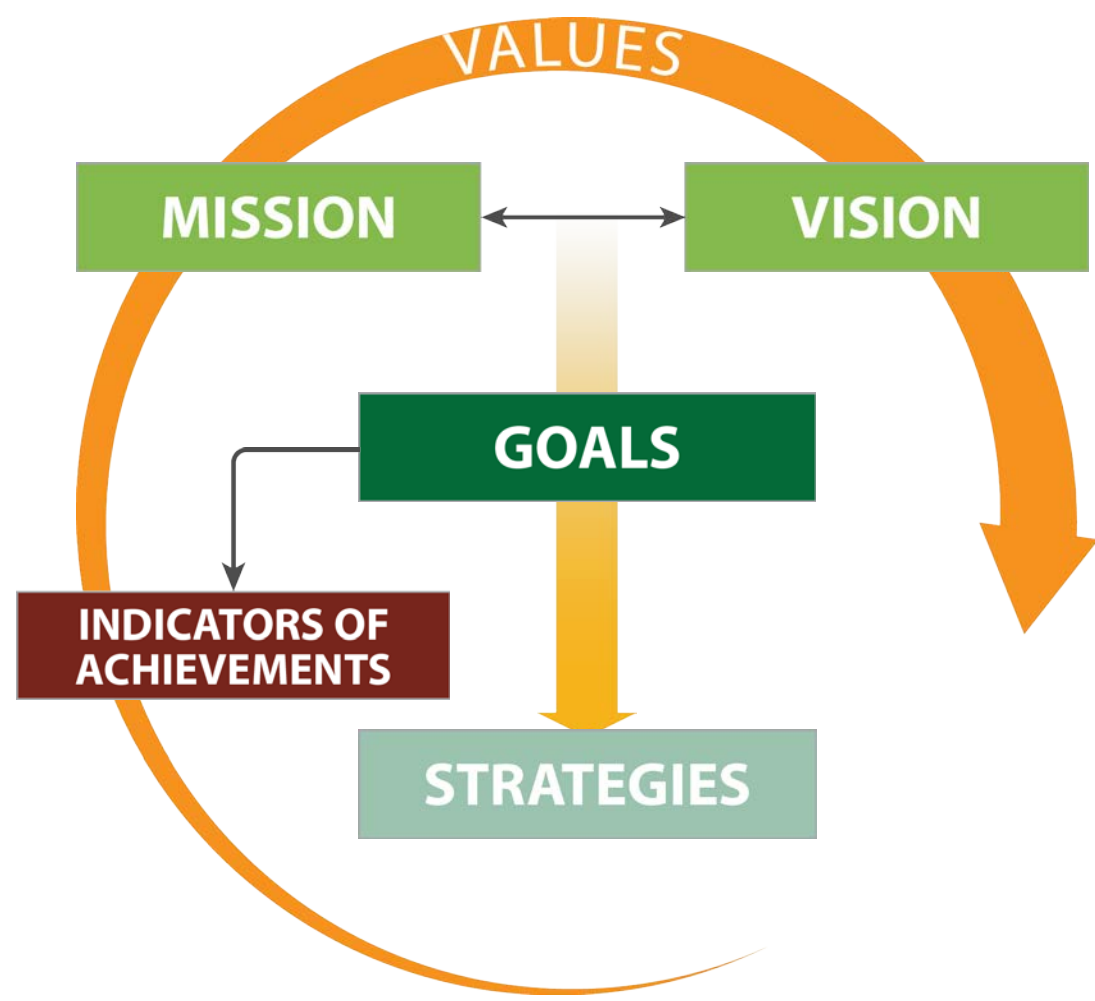 VALUES
MISSION
VISION
GOALS
INDICATORS OF
ACHIEVEMENTS
STRATEGIES